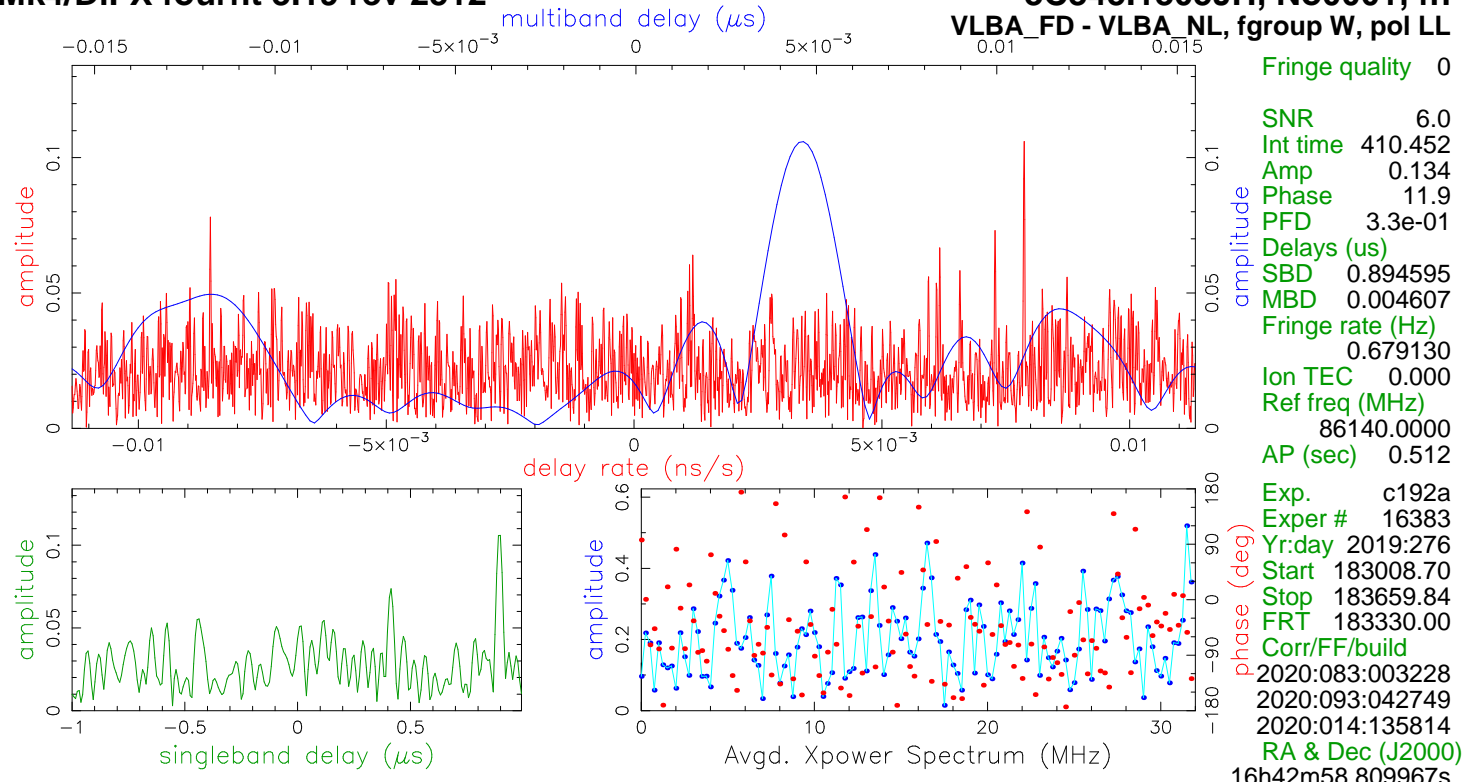 multiband delay (μs)
VLBA_FD - VLBA_NL, fgroup W, pol LL
−0.015 −0.01 −5×10⁻³ 0 5×10⁻³ 0.01 0.015
Fringe quality 0
SNR 6.0
Int time 410.452
Amp 0.134
Phase 11.9
PFD 3.3e-01
Delays (us)
SBD 0.894595
MBD 0.004607
Fringe rate (Hz)
0.679130
Ion TEC 0.000
Ref freq (MHz)
86140.0000
AP (sec) 0.512
Exp. c192a
Exper # 16383
Yr:day 2019:276
Start 183008.70
Stop 183659.84
FRT 183330.00
Corr/FF/build
2020:083:003228
2020:093:042749
2020:014:135814
RA & Dec (J2000)
16h42m58.809967s
amplitude
0 0.05 0.1
amplitude
0 0.05 0.1
−0.01 −5×10⁻³ 0 5×10⁻³ 0.01
delay rate (ns/s)
amplitude
0 0.05 0.1
−1 −0.5 0 0.5
singleband delay (μs)
amplitude
0 0.2 0.4 0.6
0 10 20 30
Avgd. Xpower Spectrum (MHz)
phase (deg)
−180 −90 0 90 180